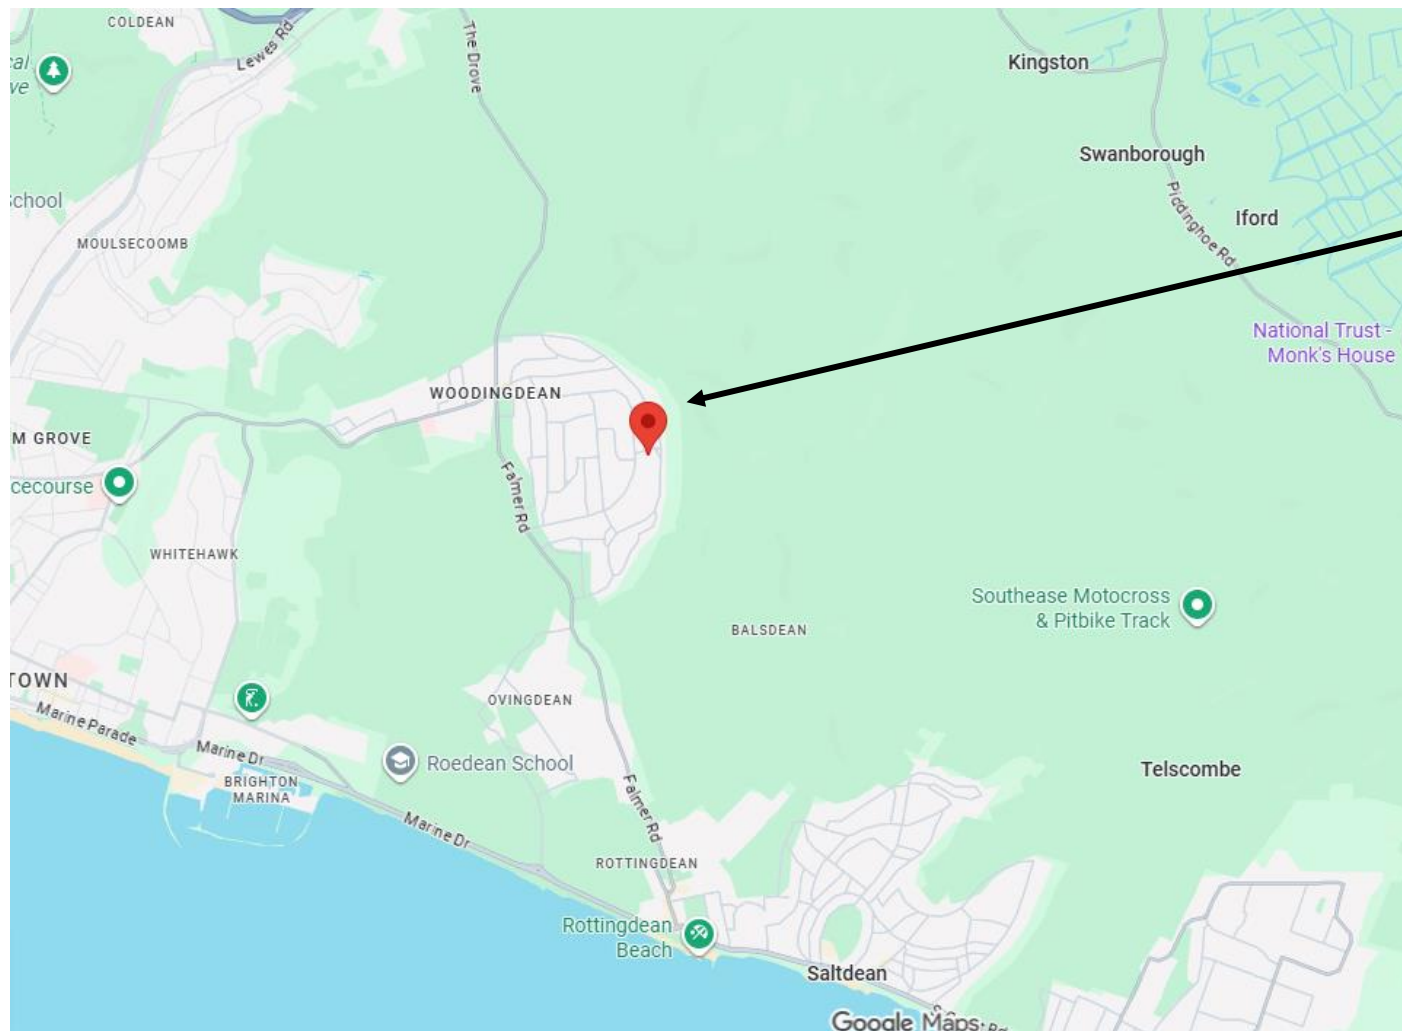 COLDEAN
Lewes Rd
The Drove
Kingston
Swanborough
Piddinghoe Rd
Iford
MOULSECOOMB
National Trust -
Monk's House
WOODINGDEAN
M GROVE
cecourse
Falmer Rd
WHITEHAWK
Southease Motocross
& Pitbike Track
BALSDEAN
TOWN
OVINGDEAN
Marine Parade
Marine Dr
Roedean School
BRIGHTON
MARINA
Telscombe
Marine Dr
Falmer Rd
ROTTINGDEAN
Rottingdean
Beach
Saltdean
Google Maps